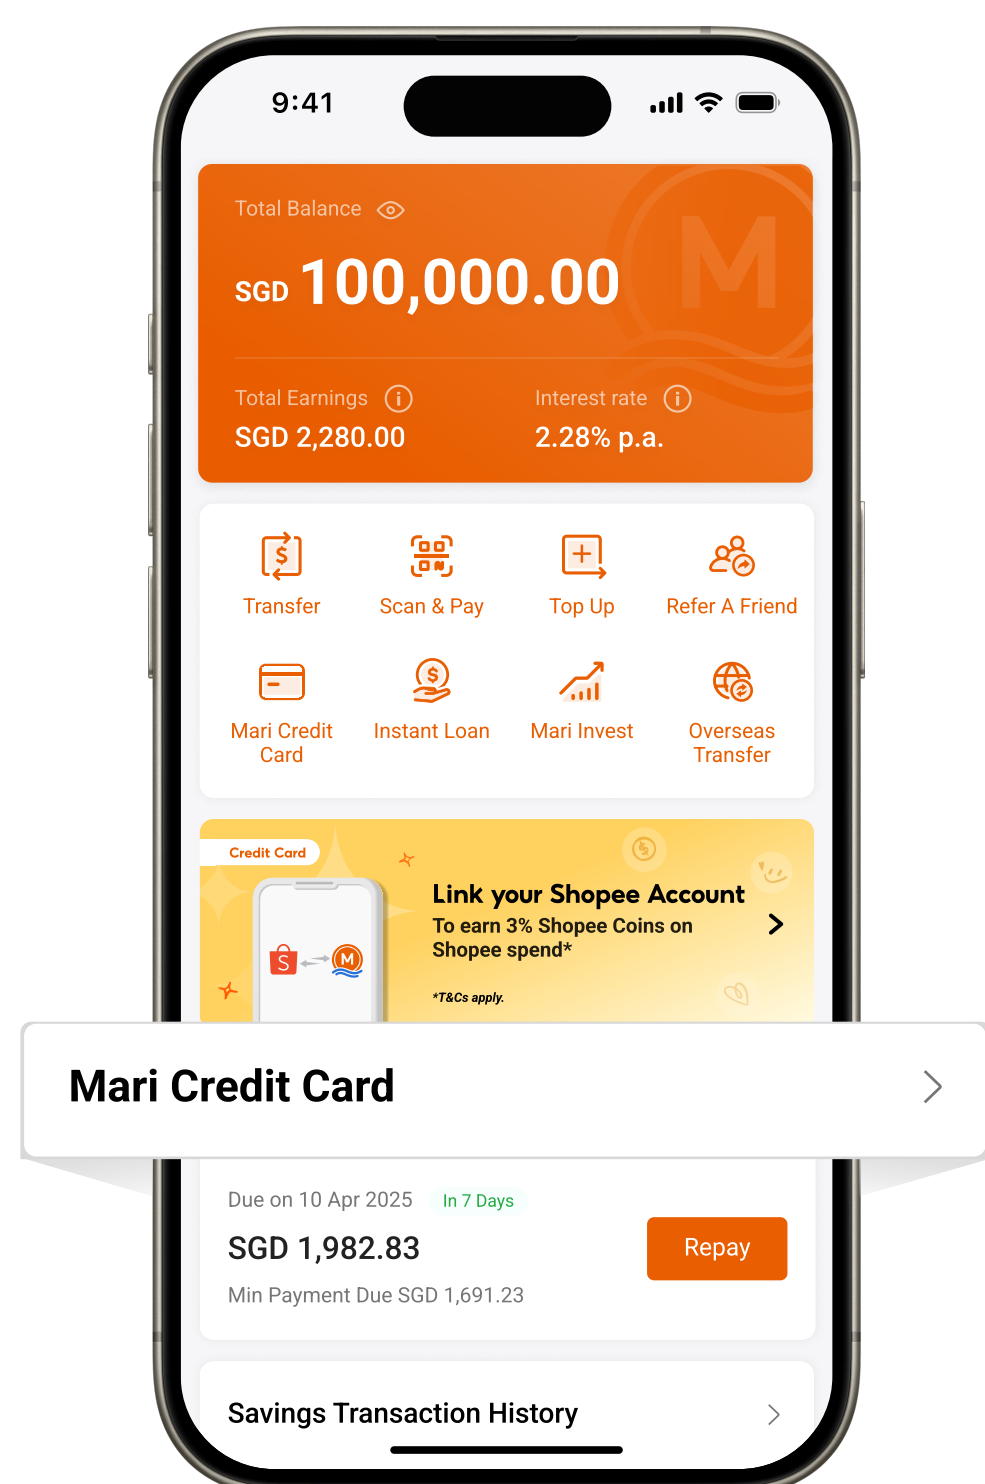 9:41
Total Balance
SGD 100,000.00
Total Earnings
Interest rate
SGD 2,280.00
2.28% p.a.
Transfer
Scan & Pay
Top Up
Refer A Friend
Mari Credit
Card
Instant Loan
Mari Invest
Overseas
Transfer
Credit Card
Link your Shopee Account
To earn 3% Shopee Coins on
Shopee spend*
*T&Cs apply.
Mari Credit Card
Due on 10 Apr 2025 In 7 Days
SGD 1,982.83
Repay
Min Payment Due SGD 1,691.23
Savings Transaction History